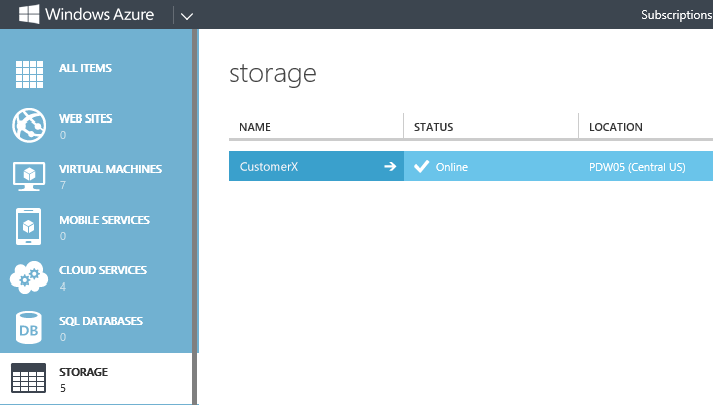 Windows Azure
Subscriptions
ALL ITEMS
WEB SITES
0
VIRTUAL MACHINES
7
MOBILE SERVICES
0
CLOUD SERVICES
4
DB
SQL DATABASES
0
STORAGE
5
storage
NAME STATUS LOCATION
CustomerX Online PDW05 (Central US)